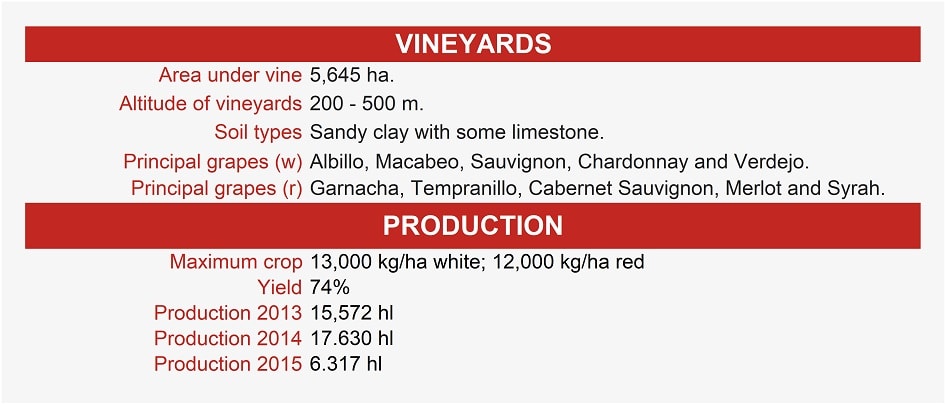 VINEYARDS
Area under vine 5,645 ha.
Altitude of vineyards 200 - 500 m.
Soil types Sandy clay with some limestone.
Principal grapes (w) Albillo, Macabeo, Sauvignon, Chardonnay and Verdejo.
Principal grapes (r) Garnacha, Tempranillo, Cabernet Sauvignon, Merlot and Syrah.
PRODUCTION
Maximum crop 13,000 kg/ha white; 12,000 kg/ha red
Yield 74%
Production 2013 15,572 hl
Production 2014 17.630 hl
Production 2015 6.317 hl